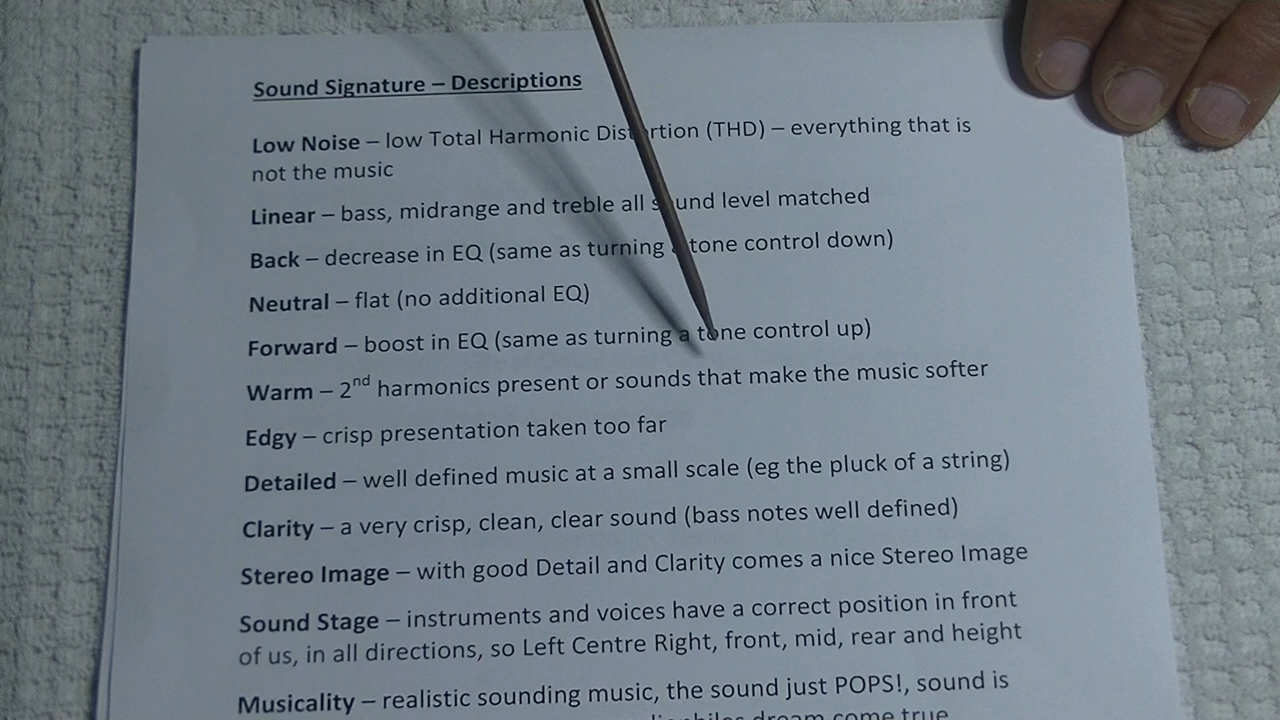 Sound Signature – Descriptions
Low Noise – low Total Harmonic Distortion (THD) – everything that is
not the music
Linear – bass, midrange and treble all sound level matched
Back – decrease in EQ (same as turning a tone control down)
Neutral – flat (no additional EQ)
Forward – boost in EQ (same as turning a tone control up)
Warm – 2nd harmonics present or sounds that make the music softer
Edgy – crisp presentation taken too far
Detailed – well defined music at a small scale (eg the pluck of a string)
Clarity – a very crisp, clean, clear sound (bass notes well defined)
Stereo Image – with good Detail and Clarity comes a nice Stereo Image
Sound Stage – instruments and voices have a correct position in front
of us, in all directions, so Left Centre Right, front, mid, rear and height
Musicality – realistic sounding music, the sound just POPS!, sound is
dream come true